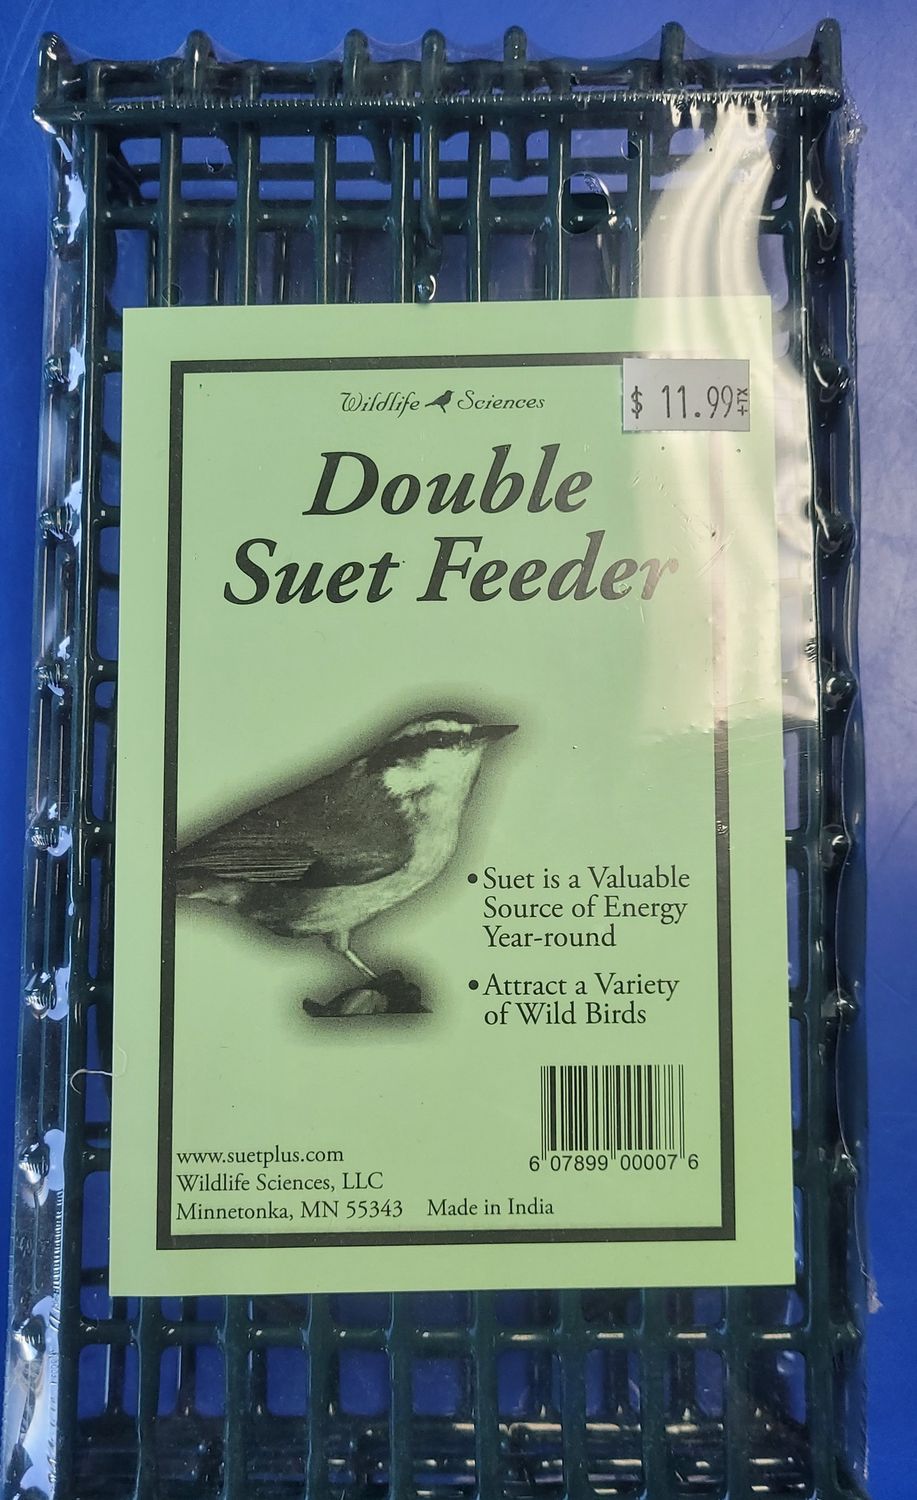 Wildlife Sciences
$ 11.99 +TX
Double
Suet Feeder
• Suet is a Valuable
Source of Energy
Year-round
• Attract a Variety
of Wild Birds
6 07899 00007 6
www.suetplus.com
Wildlife Sciences, LLC
Minnetonka, MN 55343 Made in India